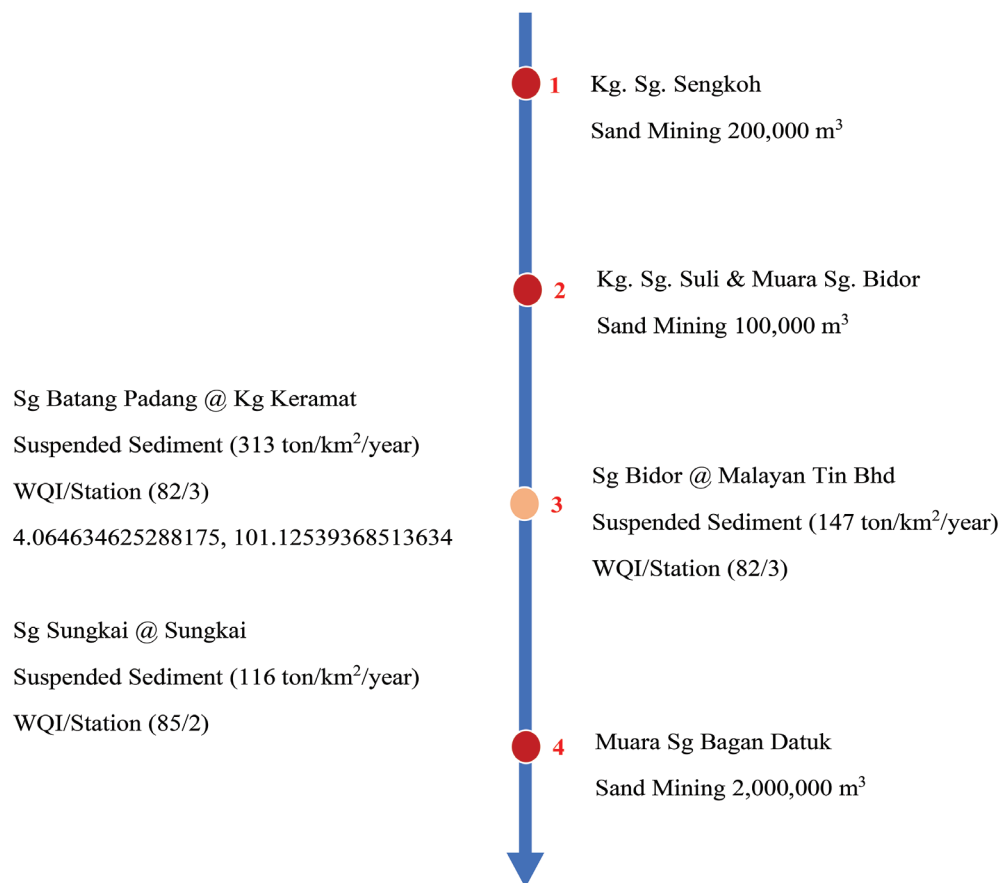 1
Kg. Sg. Sengkoh
Sand Mining 200,000 m³
2
Kg. Sg. Suli & Muara Sg. Bidor
Sand Mining 100,000 m³
Sg Batang Padang @ Kg Keramat
Suspended Sediment (313 ton/km²/year)
WQI/Station (82/3)
4.064634625288175, 101.12539368513634
3
Sg Bidor @ Malayan Tin Bhd
Suspended Sediment (147 ton/km²/year)
WQI/Station (82/3)
Sg Sungkai @ Sungkai
Suspended Sediment (116 ton/km²/year)
WQI/Station (85/2)
4
Muara Sg Bagan Datuk
Sand Mining 2,000,000 m³